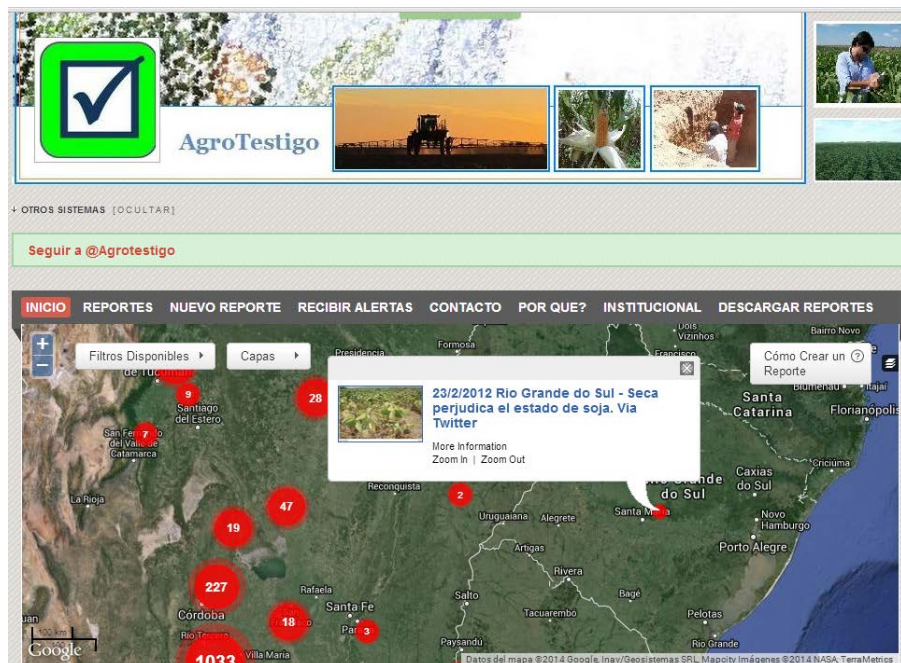 AgroTestigo
OTROS SISTEMAS [OCULTAR]
Seguir a @Agrotestigo
INICIO REPORTES NUEVO REPORTE RECIBIR ALERTAS CONTACTO POR QUE? INSTITUCIONAL DESCARGAR REPORTES
+
−
Filtros Disponibles
Capas
Cómo Crear un
Reporte
23/2/2012 Rio Grande do Sul - Seca
perjudica el estado de soja. Via
Twitter
More Information
Zoom In | Zoom Out
Formosa
Dois
Vizinhos
Bairro Novo
Presidencia
Francisco
de Tucumán
Blumenau
Itajaí
9
Santiago
del Estero
28
Santa
Catarina
Florianópolis
7
San Fernando
del Valle de
Catamarca
Criciúma
La Rioja
Reconquista
2
do Sul
Caxias
do Sul
47
19
Uruguaiana
Alegrete
Novo
Hamburgo
Porto Alegre
Artigas
Rivera
227
Rafaela
Salto
Bagé
Córdoba
Santa Fe
Tacuarembó
Pelotas
18
3
1033
Villa María
Paysandú
Rio Grande
100 km
Google
Datos del mapa ©2014 Google, Inav/Geosistemas SRL, Mapcity Imágenes ©2014 NASA, TerraMetrics